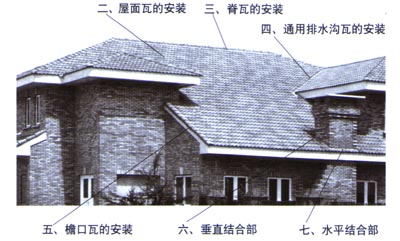 二、屋面瓦的安装
三、脊瓦的安装
四、通用排水沟瓦的安装
五、檐口瓦的安装
六、垂直结合部
七、水平结合部